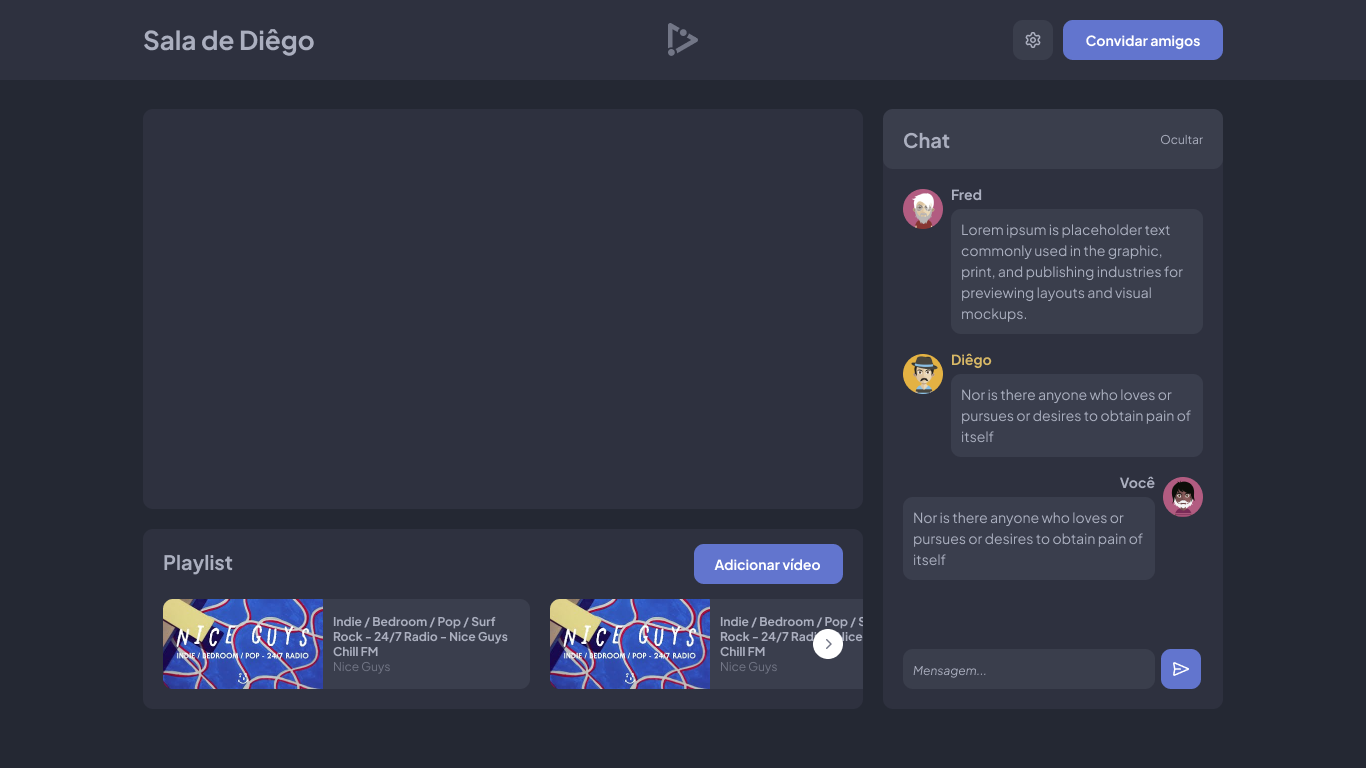 Sala de Diêgo
Convidar amigos
Chat
Ocultar
Fred
Lorem ipsum is placeholder text
commonly used in the graphic,
print, and publishing industries for
previewing layouts and visual
mockups.
Diêgo
Nor is there anyone who loves or
pursues or desires to obtain pain of
itself
Você
Nor is there anyone who loves or
pursues or desires to obtain pain of
itself
Mensagem...
Playlist
Adicionar vídeo
NICE GUYS
INDIE / BEDROOM / POP - 24/7 RADIO
Indie / Bedroom / Pop / Surf
Rock - 24/7 Radio - Nice Guys
Chill FM
Nice Guys
NICE GUYS
INDIE / BEDROOM / POP - 24/7 RADIO
Indie / Bedroom / Pop / S
Rock - 24/7 Radi lice
Chill FM
Nice Guys